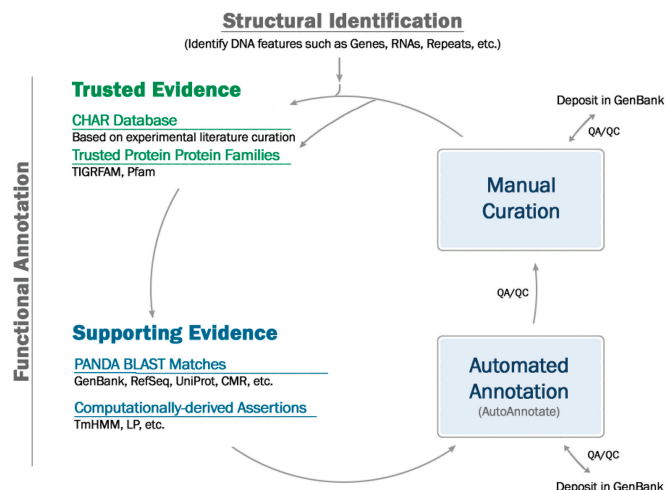 Structural Identification
(Identify DNA features such as Genes, RNAs, Repeats, etc.)
Functional Annotation
Trusted Evidence
CHAR Database
Based on experimental literature curation
Trusted Protein Protein Families
TIGRFAM, Pfam
Deposit in GenBank
QA/QC
Manual
Curation
QA/QC
Supporting Evidence
PANDA BLAST Matches
GenBank, RefSeq, UniProt, CMR, etc.
Computationally-derived Assertions
TmHMM, LP, etc.
Automated
Annotation
(AutoAnnotate)
QA/QC
Deposit in GenBank